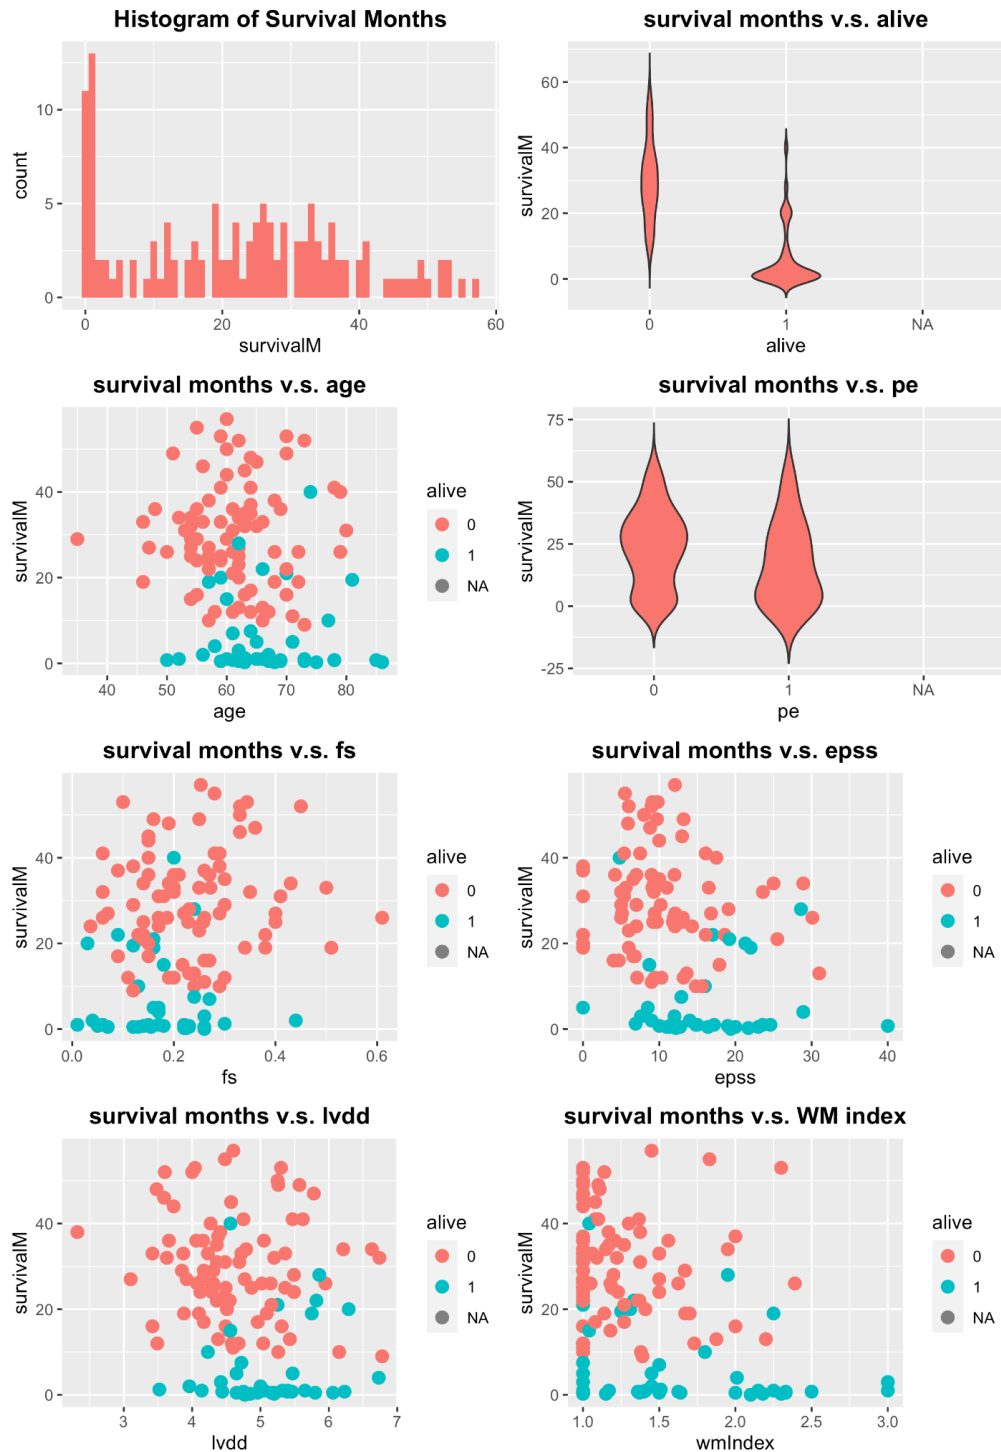 Histogram of Survival Months
count
10
5
0
0
20
40
60
survivalM
survival months v.s. alive
survivalM
60
40
20
0
0
1
NA
alive
survival months v.s. age
survivalM
40
20
0
40
50
60
70
80
age
alive
0
1
NA
survival months v.s. pe
survivalM
75
50
25
0
-25
0
1
NA
pe
survival months v.s. fs
survivalM
40
20
0
0.0
0.2
0.4
0.6
fs
alive
0
1
NA
survival months v.s. epss
survivalM
40
20
0
0
10
20
30
40
epss
alive
0
1
NA
survival months v.s. lvdd
survivalM
40
20
0
3
4
5
6
7
lvdd
alive
0
1
NA
survival months v.s. WM index
survivalM
40
20
0
1.0
1.5
2.0
2.5
3.0
wmIndex
alive
0
1
NA